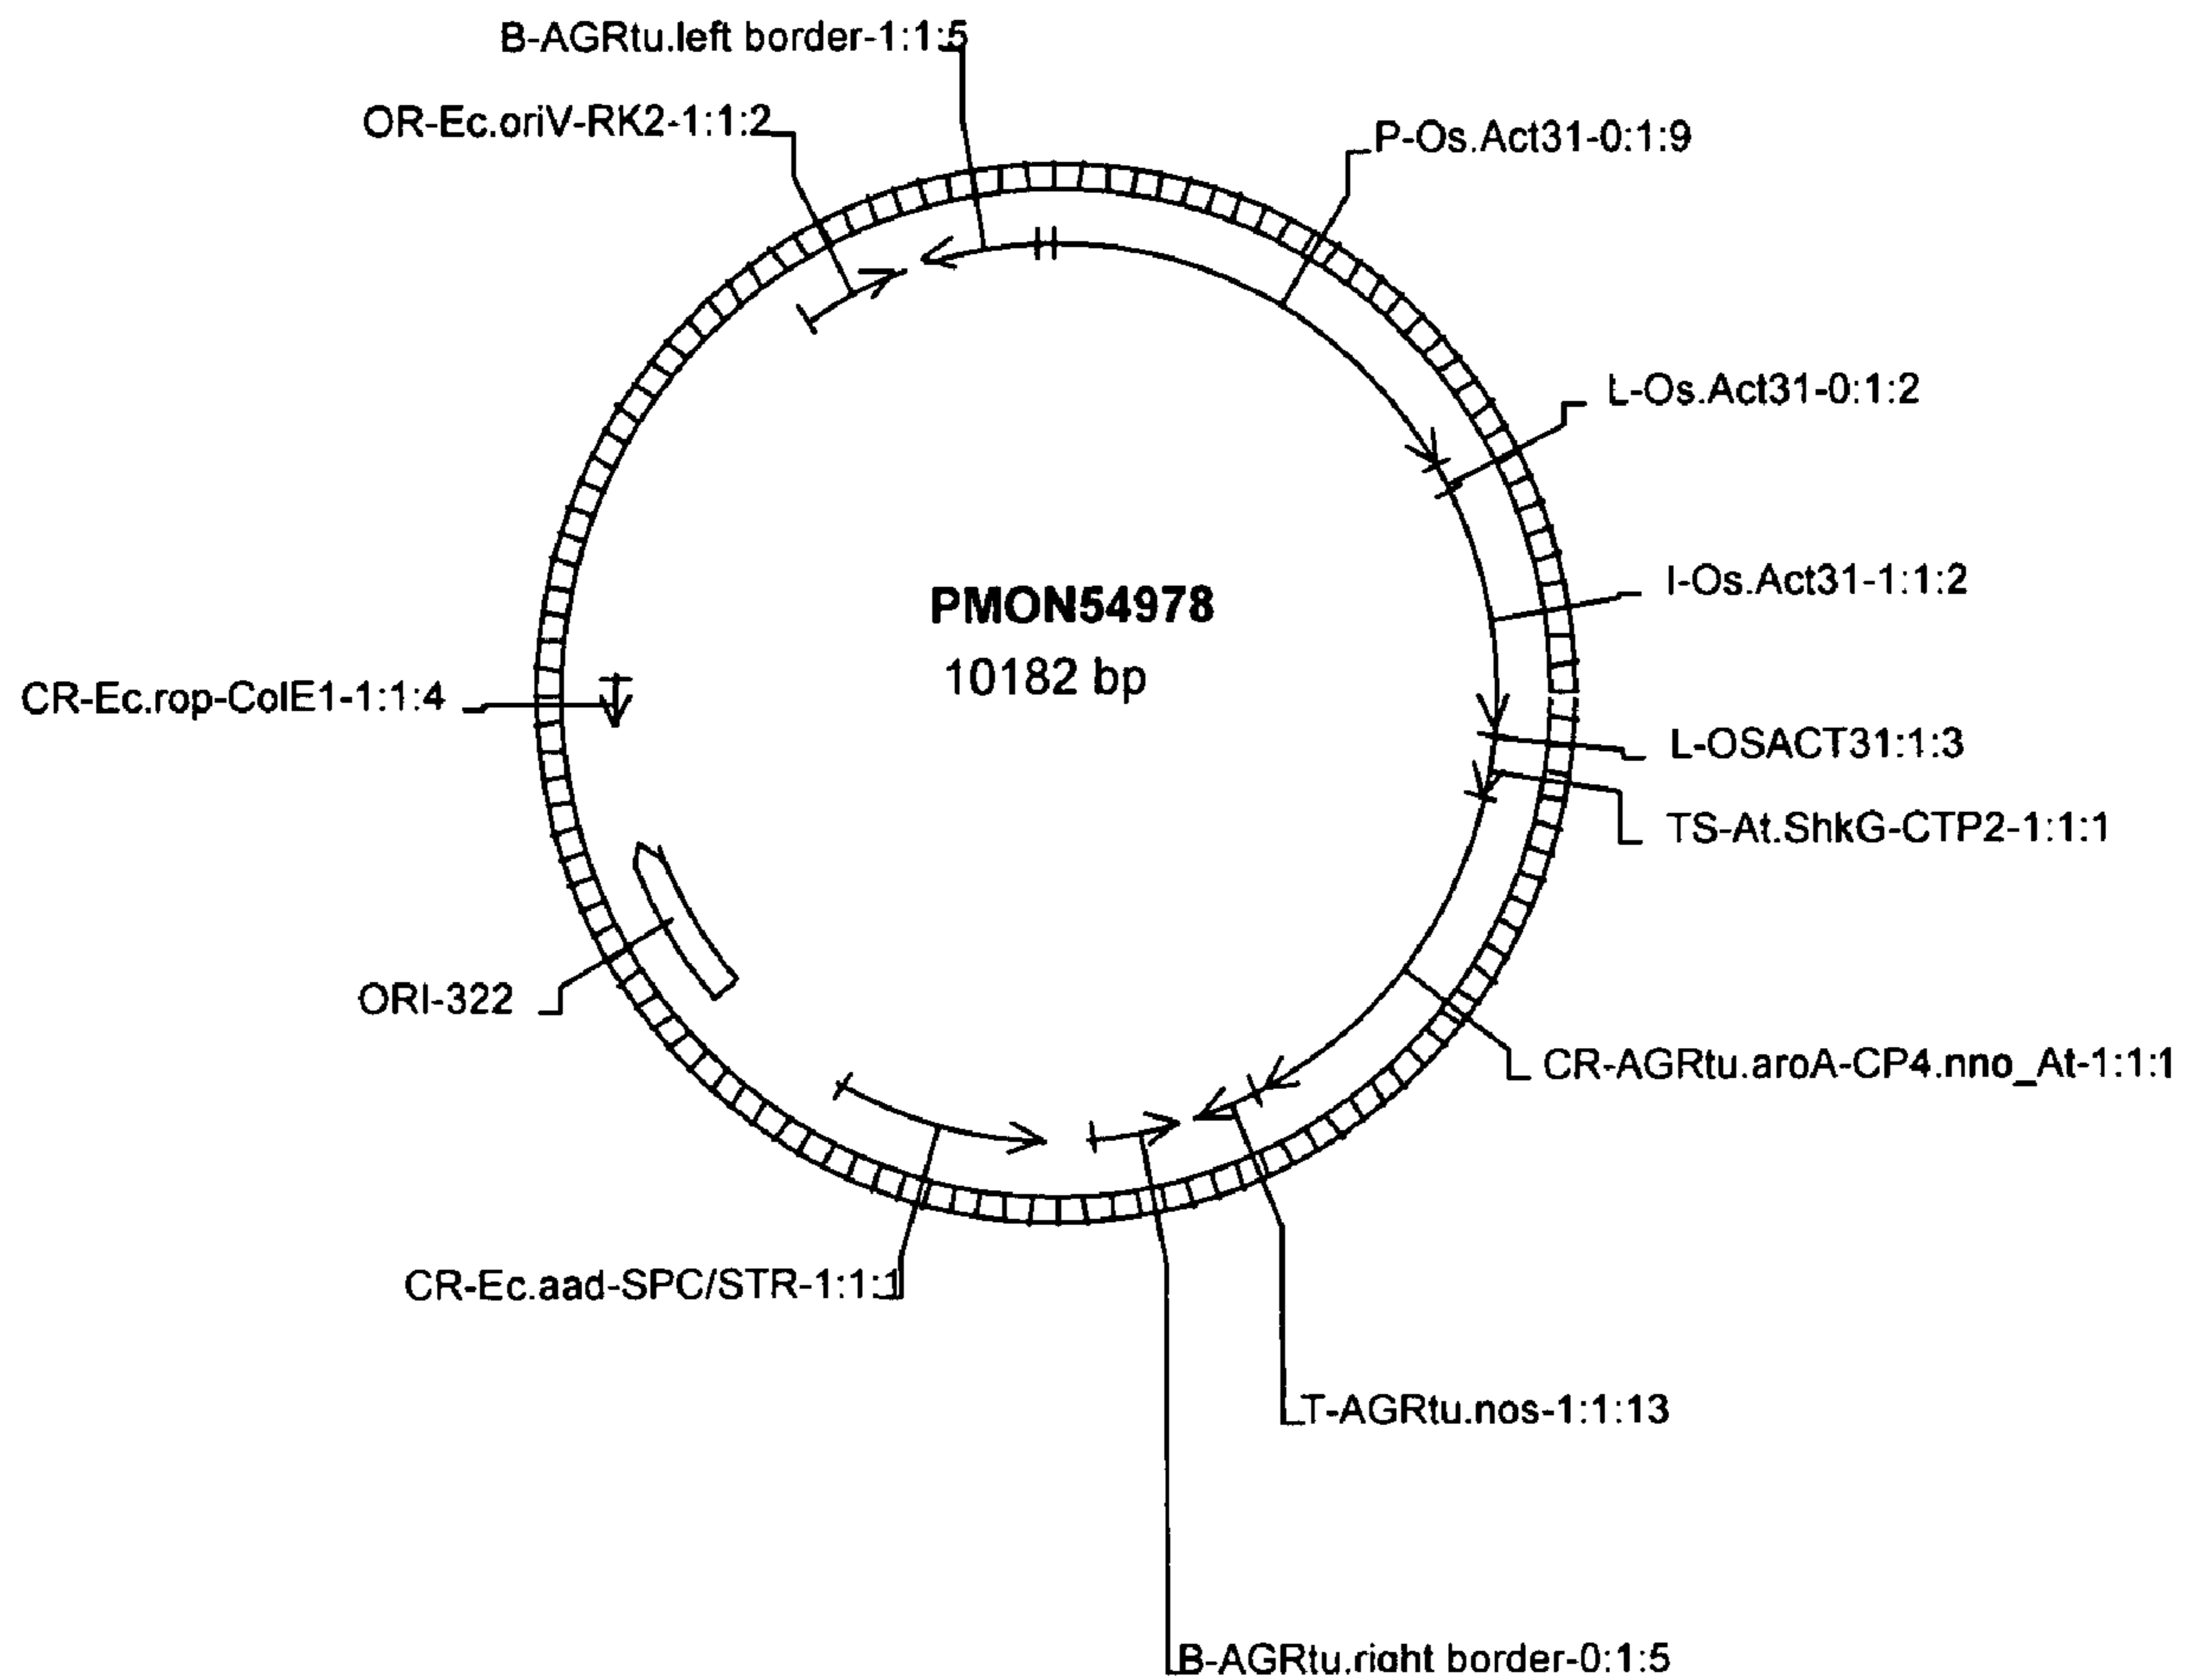 B-AGRtu.left border-1:1:5
OR-Ec.oriV-RK2-1:1:2
P-Os.Act31-0:1:9
L-Os.Act31-0:1:2
I-Os.Act31-1:1:2
PMON54978
10182 bp
CR-Ec.rop-ColE1-1:1:4
L-OSACT31:1:3
TS-At.ShkG-CTP2-1:1:1
ORI-322
CR-AGRtu.aroA-CP4.nno_At-1:1:1
CR-Ec.aad-SPC/STR-1:1:1
T-AGRtu.nos-1:1:13
B-AGRtu.right border-0:1:5